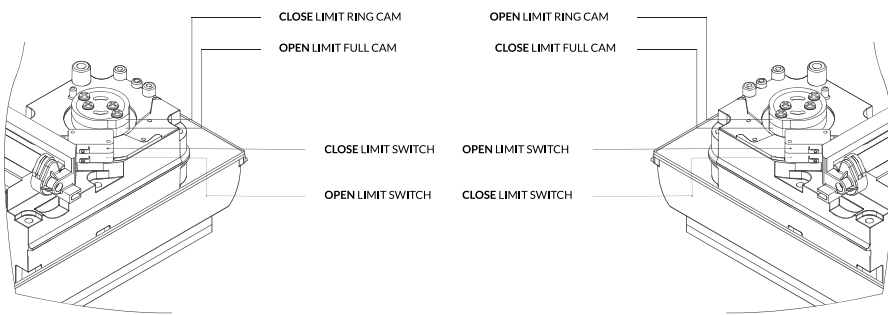 CLOSE LIMIT RING CAM
OPEN LIMIT RING CAM
OPEN LIMIT FULL CAM
CLOSE LIMIT FULL CAM
CLOSE LIMIT SWITCH
OPEN LIMIT SWITCH
OPEN LIMIT SWITCH
CLOSE LIMIT SWITCH